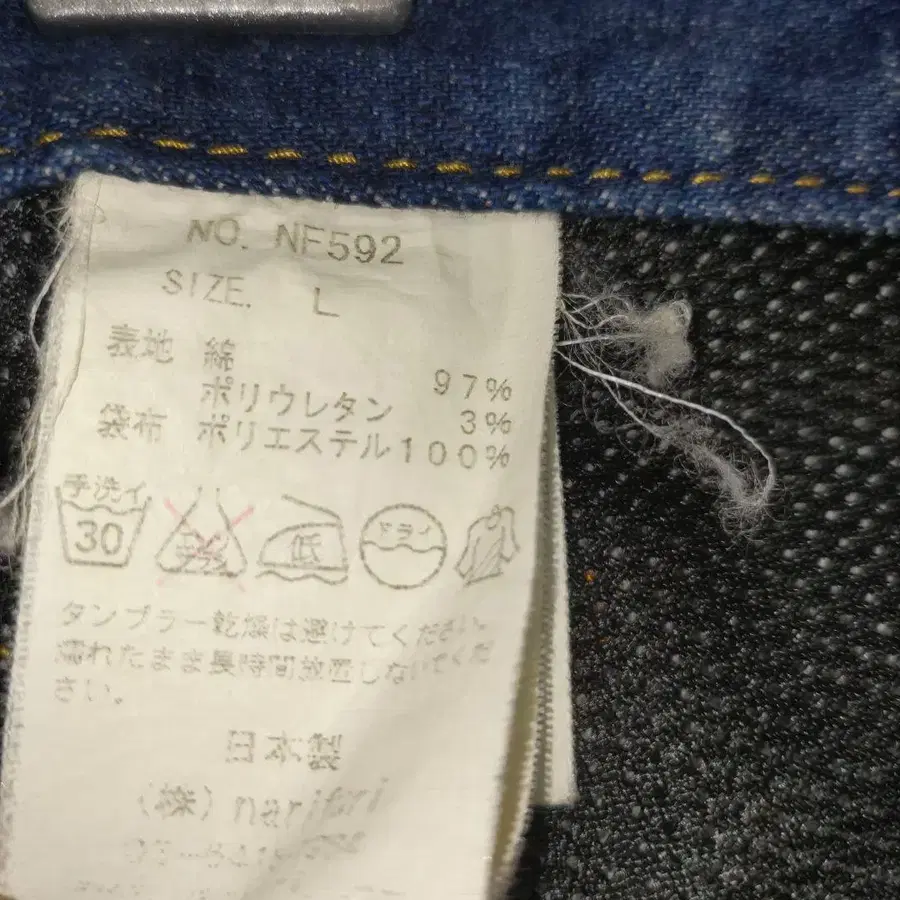 NO. NF592
SIZE. L
表地 綿 97%
ポリウレタン 3%
袋布 ポリエステル100%
手洗イ
30
低
ドライ
タンブラー乾燥は避けてください。
濡れたまま長時間放置しないでくだ
さい。
日本製
(株) narifuri